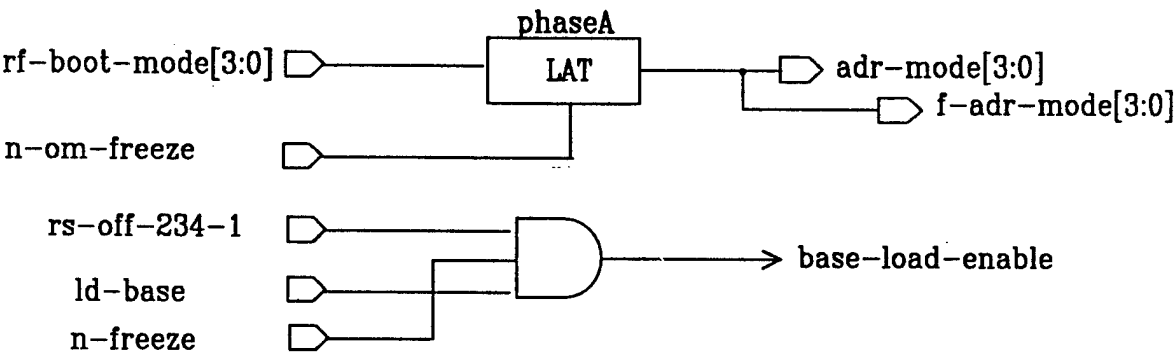 phaseA
rf-boot-mode[3:0]
LAT
adr-mode[3:0]
f-adr-mode[3:0]
n-om-freeze
rs-off-234-1
base-load-enable
ld-base
n-freeze